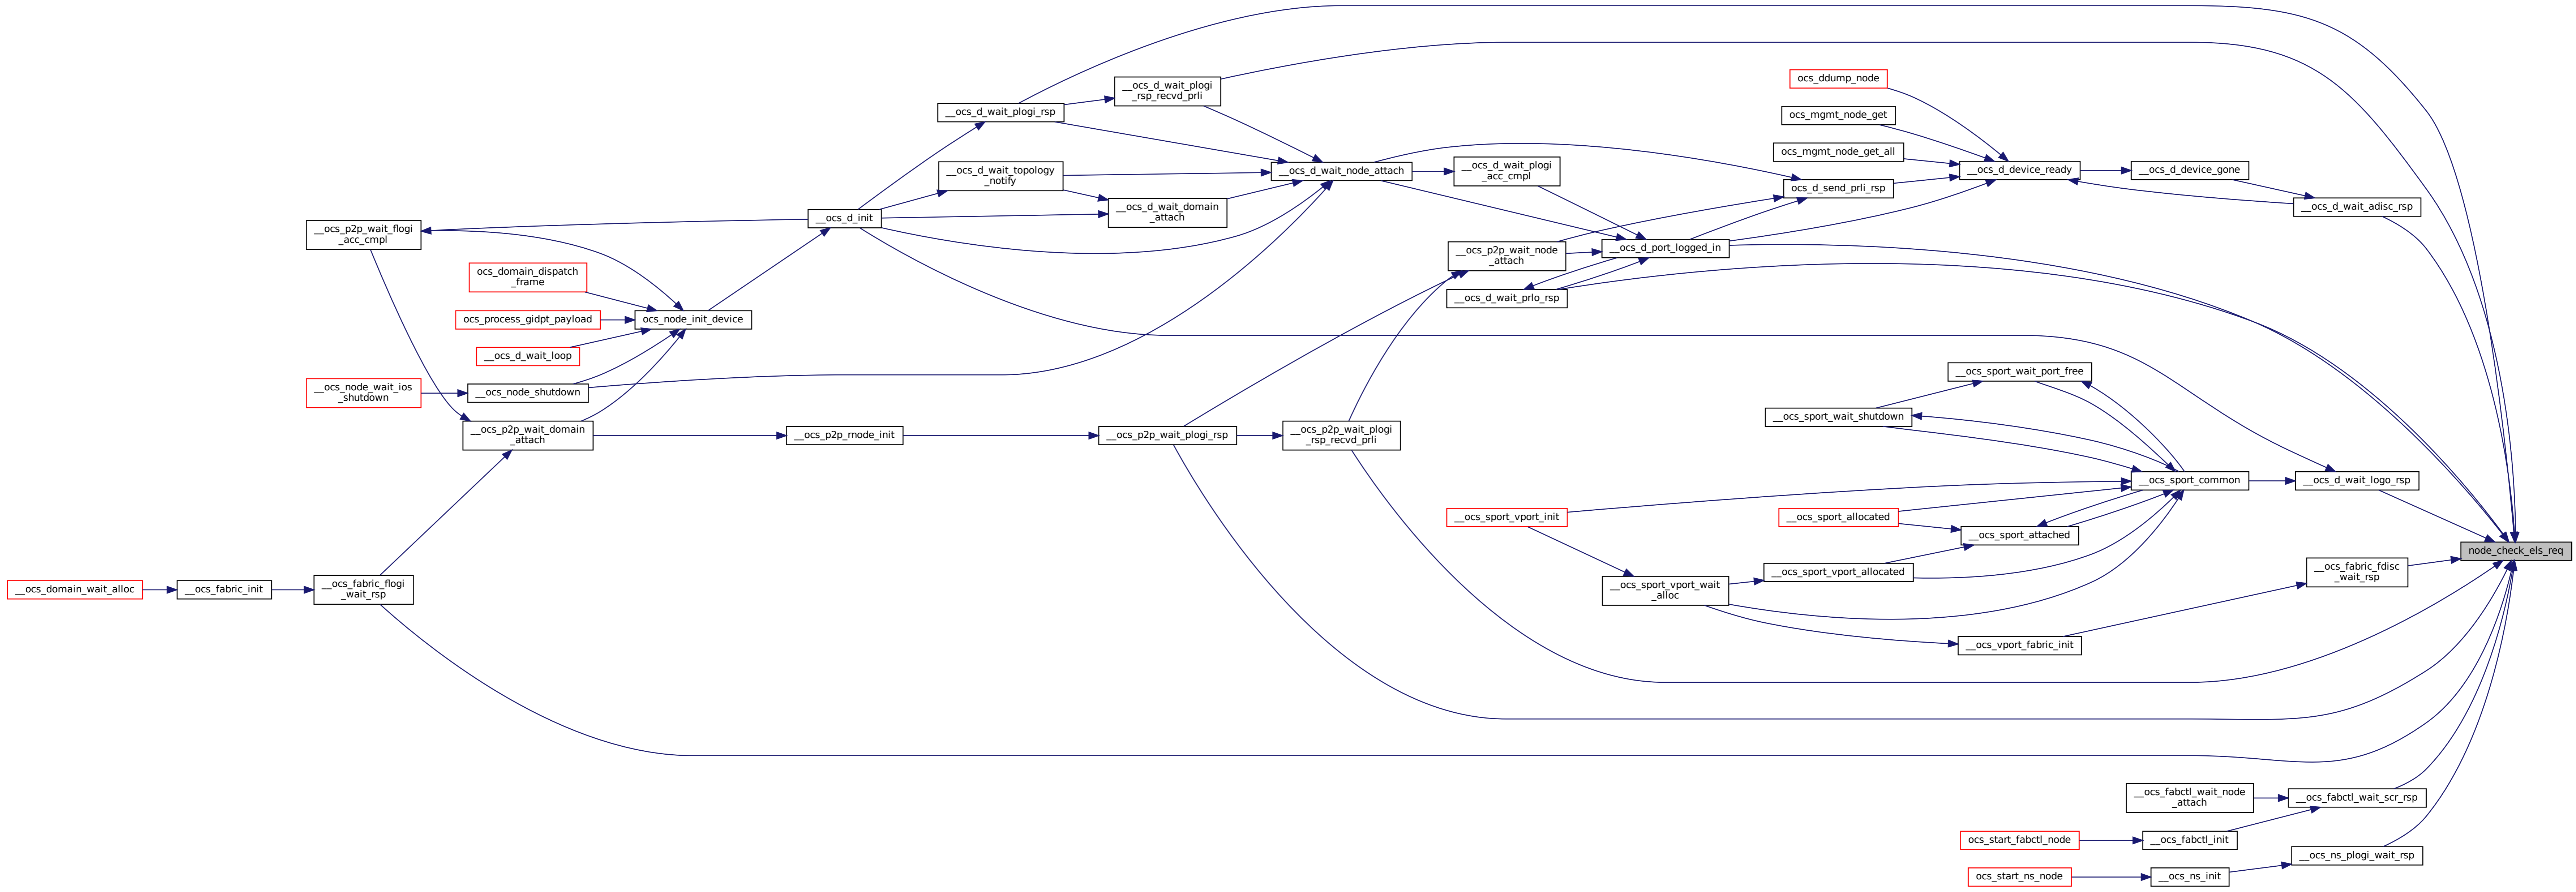 __ocs_d_wait_plogi
_rsp_recvd_prli
__ocs_d_wait_plogi_rsp
ocs_ddump_node
ocs_mgmt_node_get
ocs_mgmt_node_get_all
__ocs_d_wait_topology
_notify
__ocs_d_wait_node_attach
__ocs_d_wait_plogi
_acc_cmpl
__ocs_d_device_ready
__ocs_d_device_gone
ocs_d_send_prli_rsp
__ocs_d_wait_adisc_rsp
__ocs_d_wait_domain
_attach
__ocs_d_init
__ocs_p2p_wait_flogi
_acc_cmpl
__ocs_p2p_wait_node
_attach
__ocs_d_port_logged_in
ocs_domain_dispatch
_frame
__ocs_d_wait_prlo_rsp
ocs_process_gidpt_payload
ocs_node_init_device
__ocs_d_wait_loop
__ocs_node_wait_ios
_shutdown
__ocs_node_shutdown
__ocs_sport_wait_port_free
__ocs_sport_wait_shutdown
__ocs_p2p_wait_domain
_attach
__ocs_p2p_rnode_init
__ocs_p2p_wait_plogi_rsp
__ocs_p2p_wait_plogi
_rsp_recvd_prli
__ocs_sport_common
__ocs_d_wait_logo_rsp
__ocs_sport_vport_init
__ocs_sport_allocated
__ocs_sport_attached
node_check_els_req
__ocs_sport_vport_allocated
__ocs_fabric_fdisc
_wait_rsp
__ocs_domain_wait_alloc
__ocs_fabric_init
__ocs_fabric_flogi
_wait_rsp
__ocs_sport_vport_wait
_alloc
__ocs_vport_fabric_init
__ocs_fabctl_wait_node
_attach
__ocs_fabctl_wait_scr_rsp
ocs_start_fabctl_node
__ocs_fabctl_init
__ocs_ns_plogi_wait_rsp
ocs_start_ns_node
__ocs_ns_init